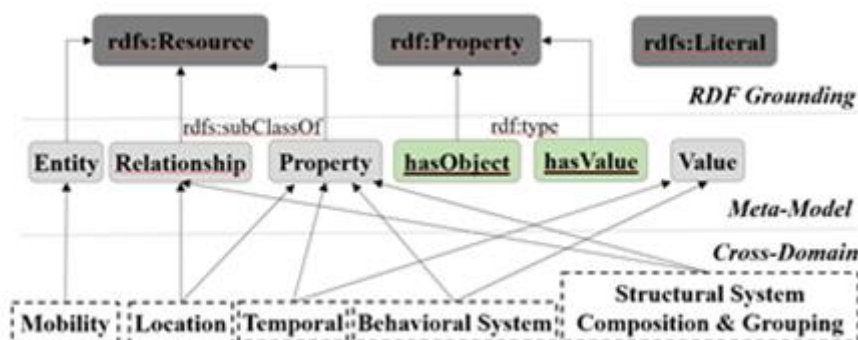 rdfs:Resource rdf:Property rdfs:Literal
RDF Grounding
rdfs:subClassOf rdf:type
Entity Relationship Property hasObject hasValue Value
Meta-Model
Cross-Domain
Structural System
Mobility Location Temporal Behavioral System Composition & Grouping